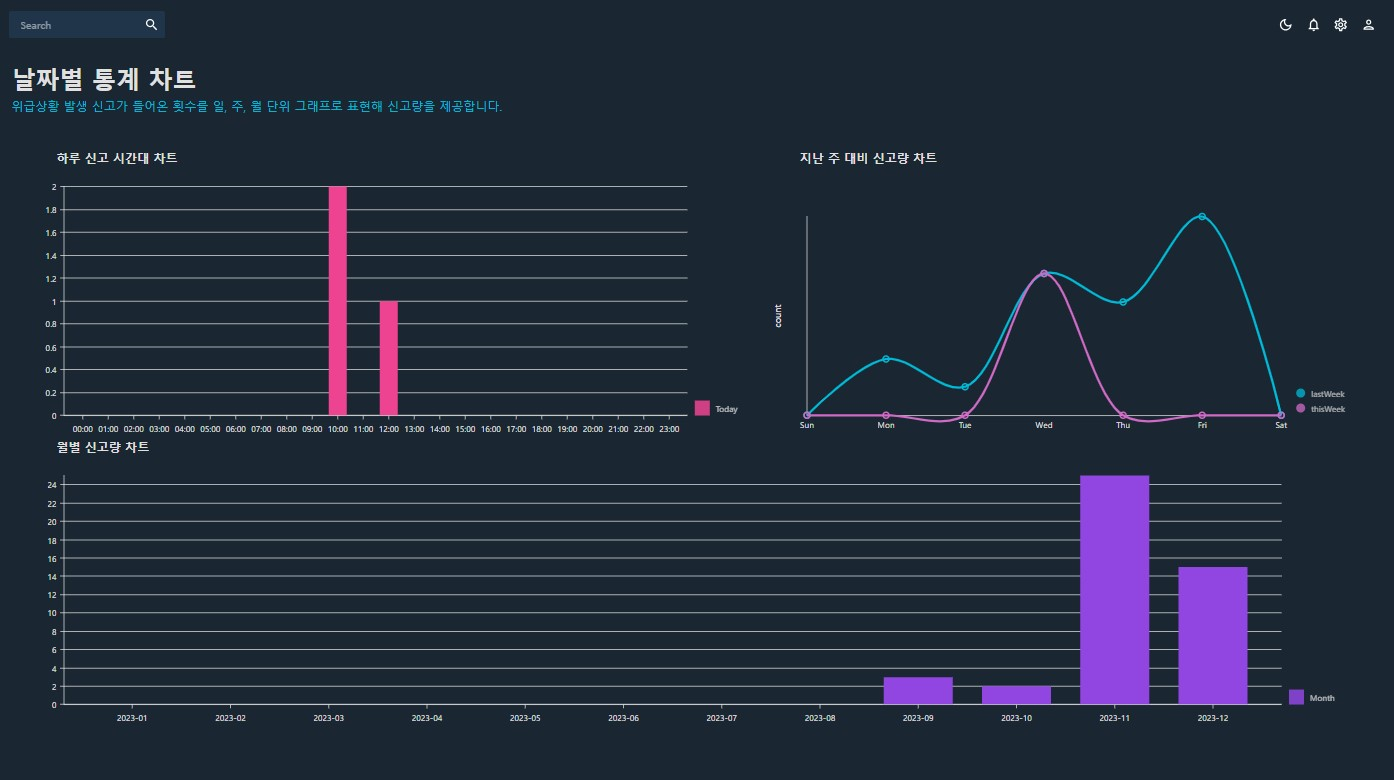 Search
날짜별 통계 차트
위급상황 발생 신고가 들어온 횟수를 일, 주, 월 단위 그래프로 표현해 신고량을 제공합니다.
하루 신고 시간대 차트
2
1.8
1.6
1.4
1.2
1
0.8
0.6
0.4
0.2
0
00:00 01:00 02:00 03:00 04:00 05:00 06:00 07:00 08:00 09:00 10:00 11:00 12:00 13:00 14:00 15:00 16:00 17:00 18:00 19:00 20:00 21:00 22:00 23:00
Today
지난 주 대비 신고량 차트
count
Sun Mon Tue Wed Thu Fri Sat
lastWeek
thisWeek
월별 신고량 차트
24
22
20
18
16
14
12
10
8
6
4
2
0
2023-01 2023-02 2023-03 2023-04 2023-05 2023-06 2023-07 2023-08 2023-09 2023-10 2023-11 2023-12
Month